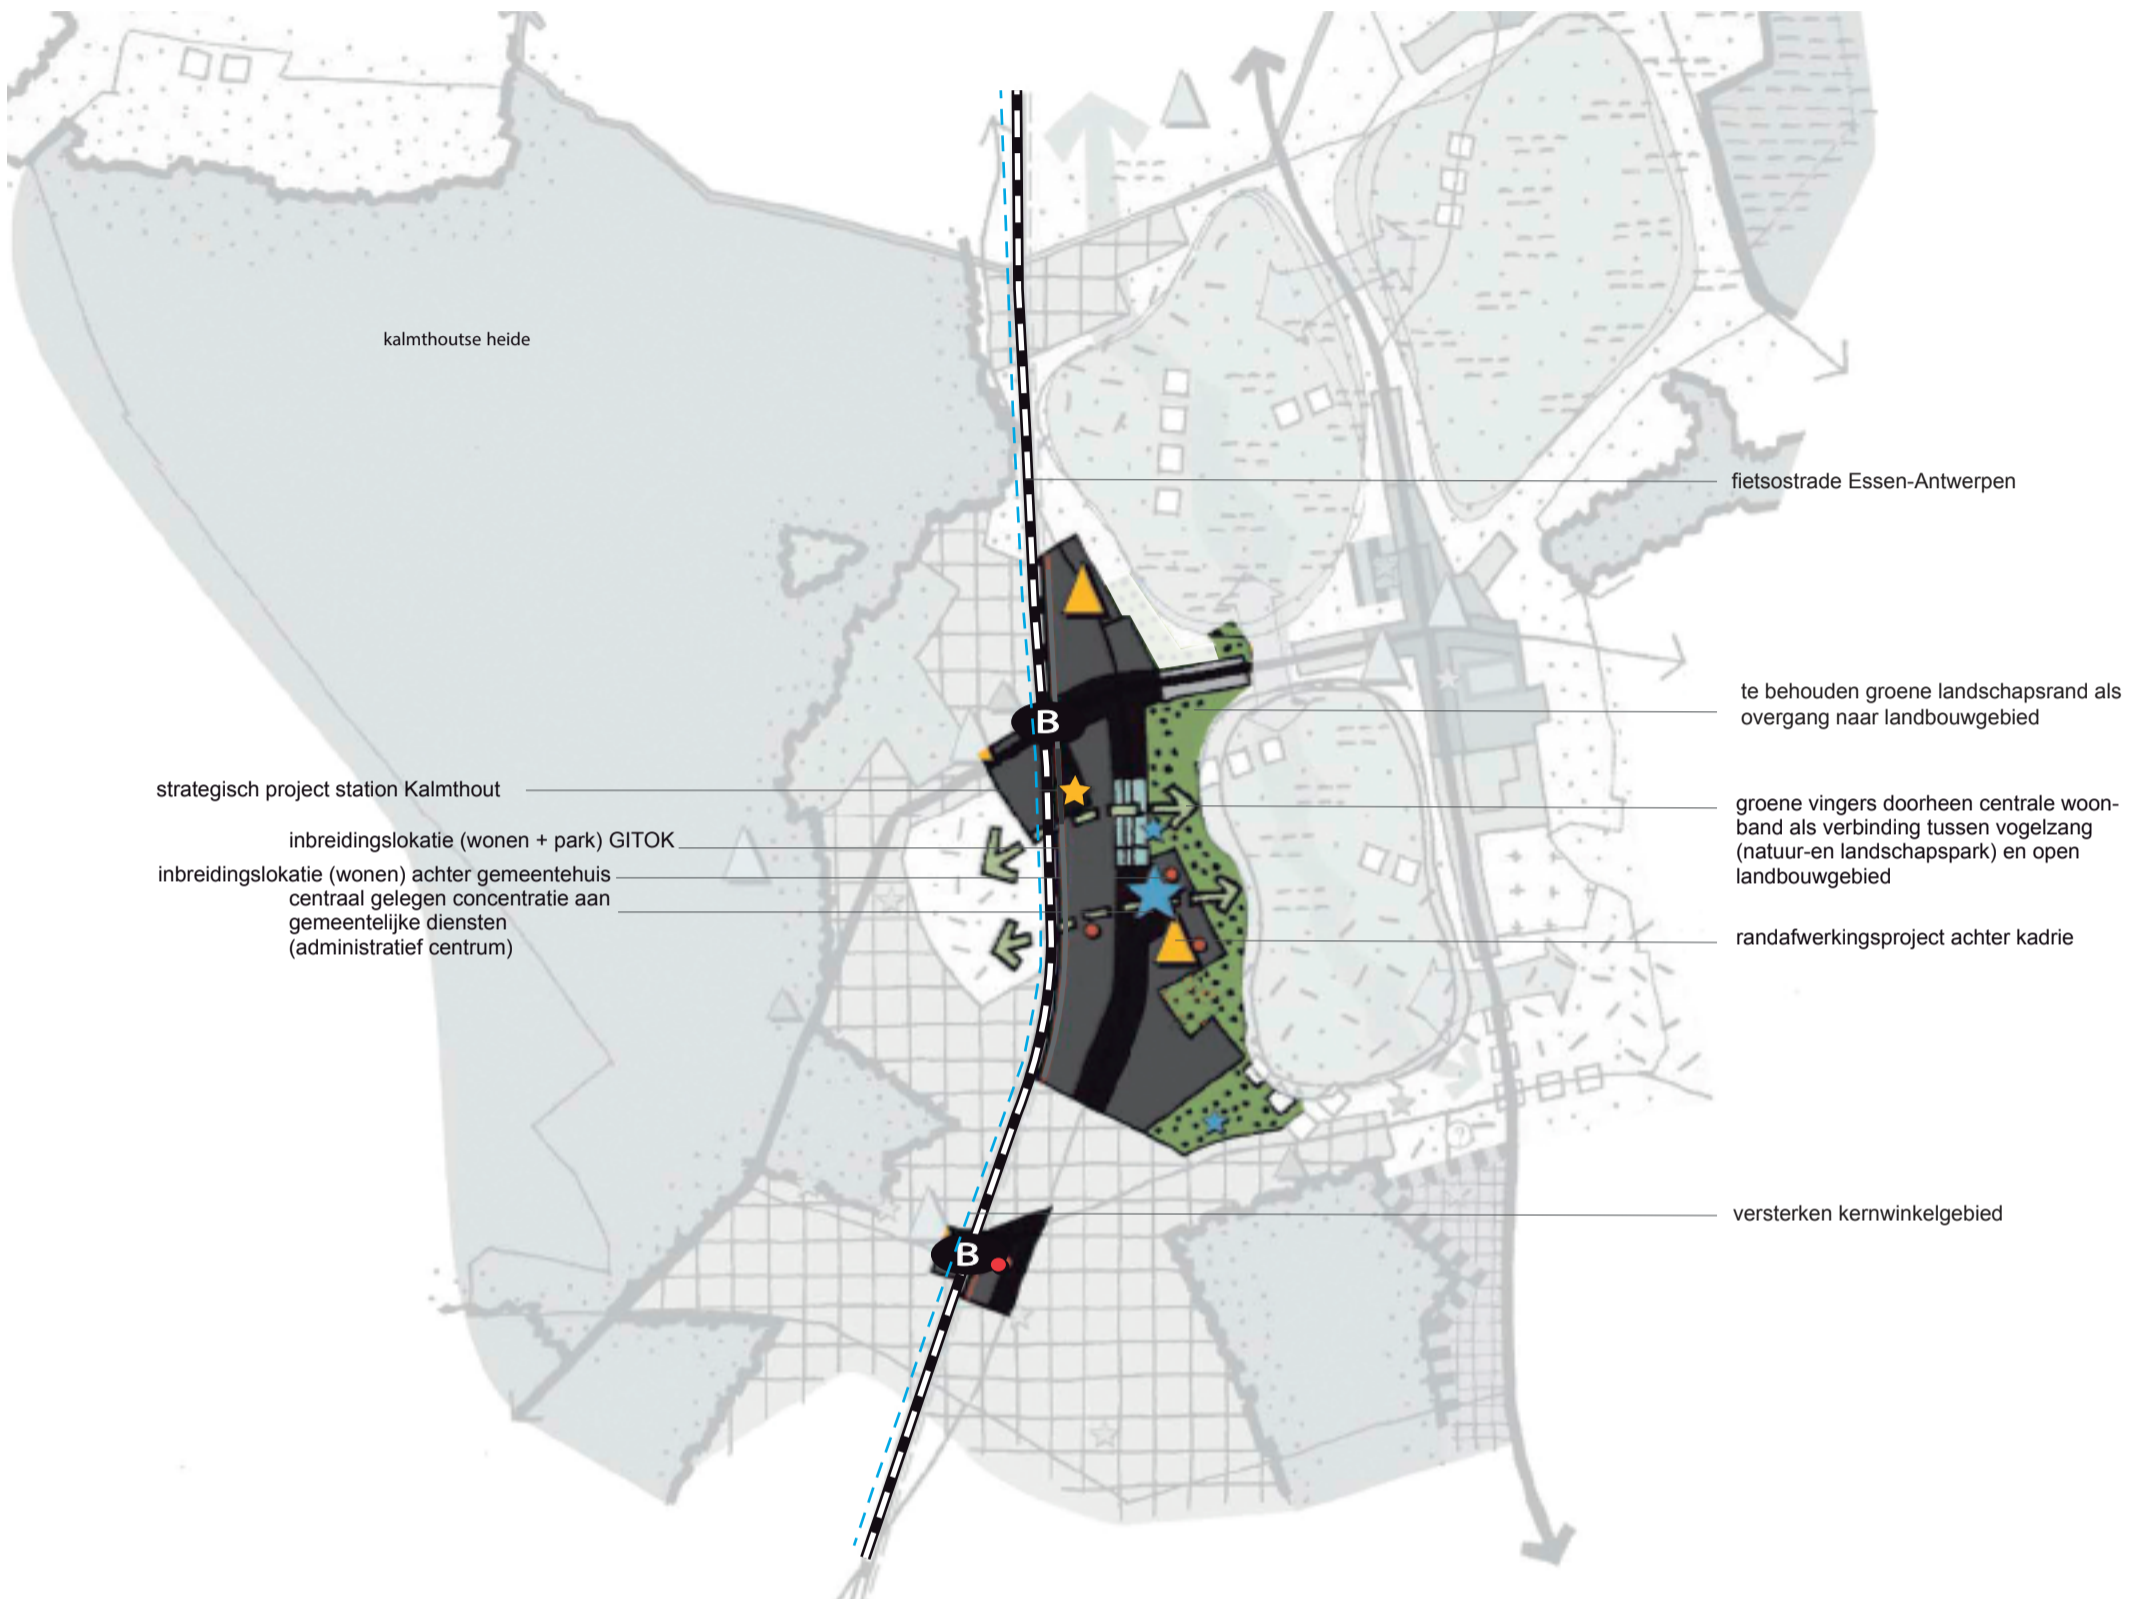 kalmthoutse heide
fietsostrade Essen-Antwerpen
te behouden groene landschapsrand als
overgang naar landbouwgebied
B
strategisch project station Kalmthout
groene vingers doorheen centrale woon-
band als verbinding tussen vogelzang
(natuur-en landschapspark) en open
landbouwgebied
inbreidingslokatie (wonen + park) GITOK
inbreidingslokatie (wonen) achter gemeentehuis
centraal gelegen concentratie aan
gemeentelijke diensten
(administratief centrum)
randafwerkingsproject achter kadrie
?
versterken kernwinkelgebied
B